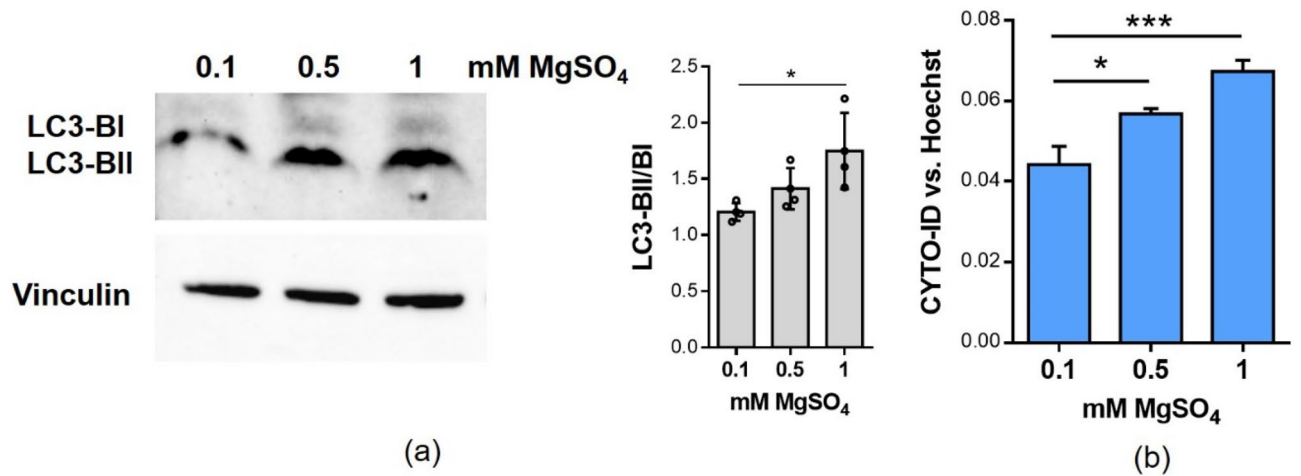 0.1 0.5 1 mM MgSO₄
LC3-BI
LC3-BII
Vinculin
LC3-BII/BI
2.5
2.0
1.5
1.0
0.5
0.0
*
0.1 0.5 1
mM MgSO₄
(a)
CYTO-ID vs. Hoechst
0.08
0.06
0.04
0.02
0.00
***
*
0.1 0.5 1
mM MgSO₄
(b)